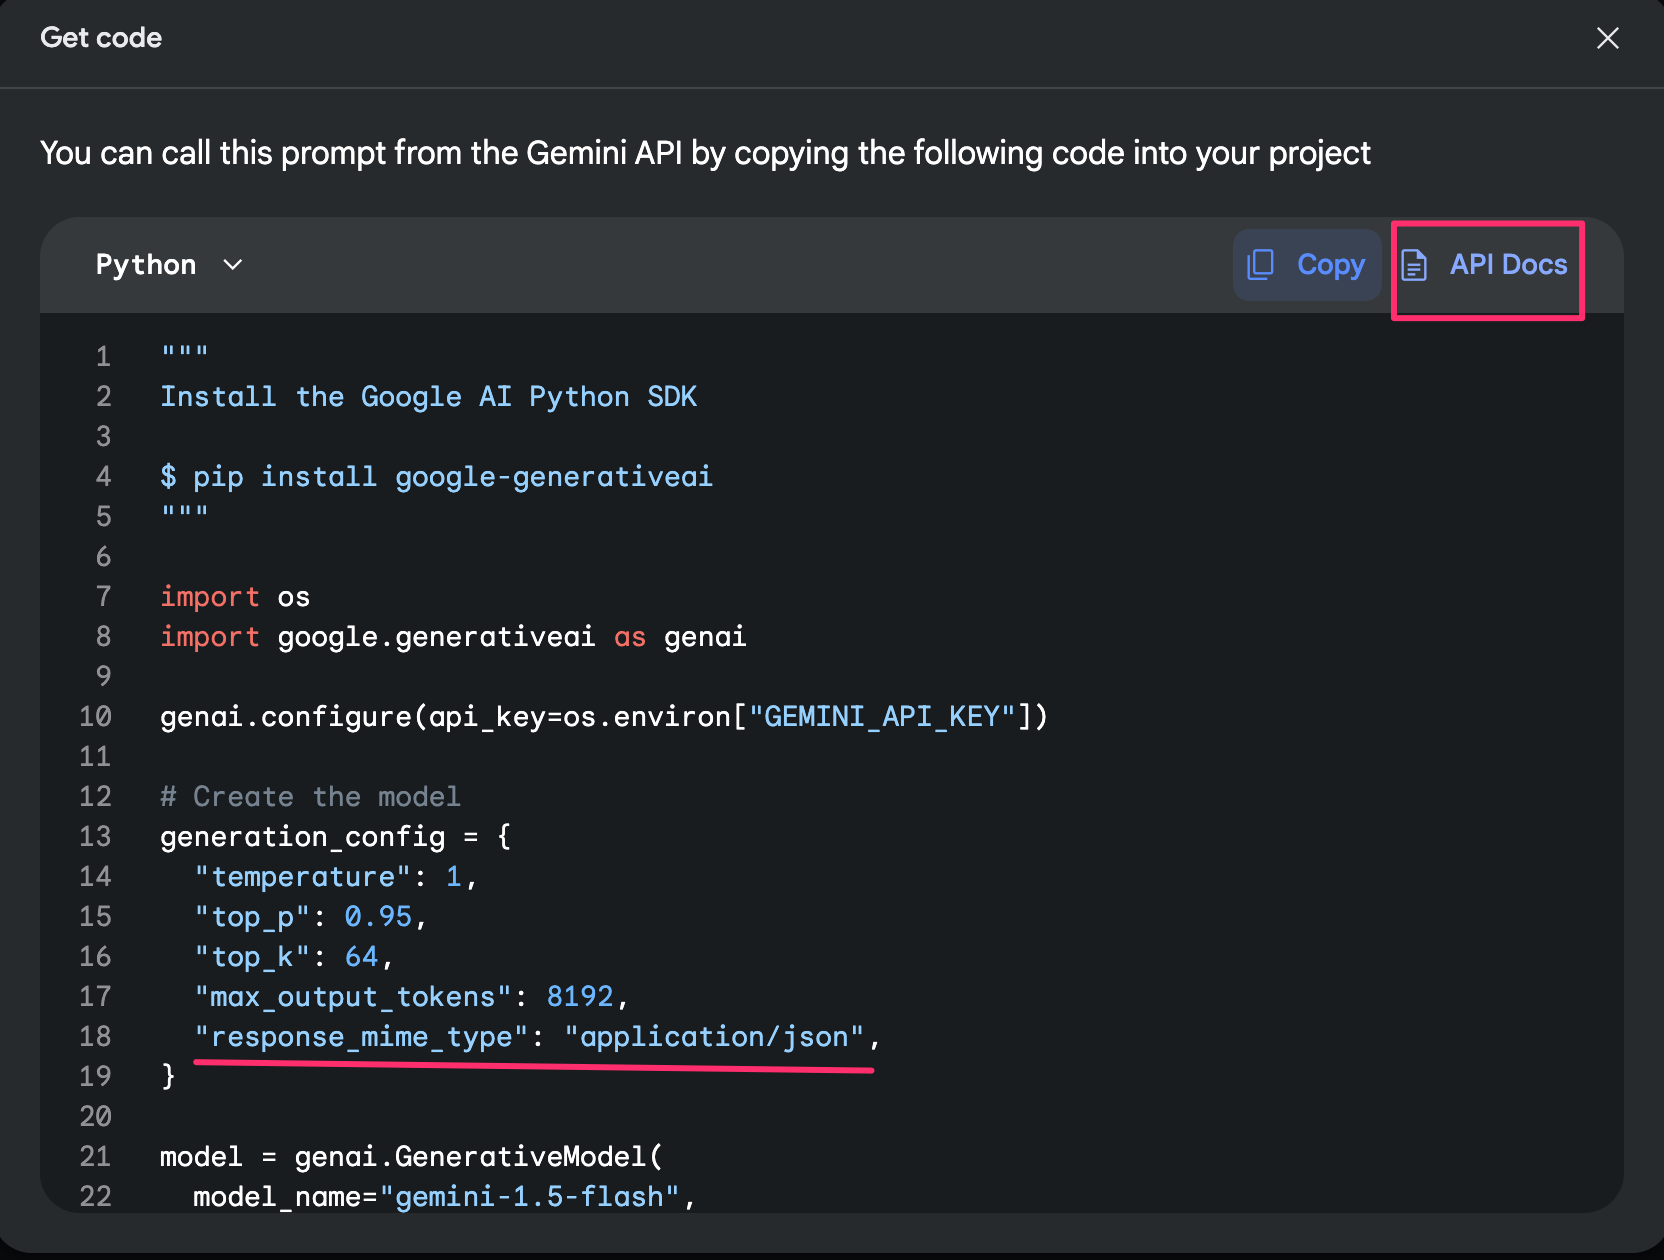 Get code
You can call this prompt from the Gemini API by copying the following code into your project
Python
Copy
API Docs
1 """
2 Install the Google AI Python SDK
3
4 $ pip install google-generativeai
5 """
6
7 import os
8 import google.generativeai as genai
9
10 genai.configure(api_key=os.environ["GEMINI_API_KEY"])
11
12 # Create the model
13 generation_config = {
14   "temperature": 1,
15   "top_p": 0.95,
16   "top_k": 64,
17   "max_output_tokens": 8192,
18   "response_mime_type": "application/json",
19 }
20
21 model = genai.GenerativeModel(
22   model_name="gemini-1.5-flash",